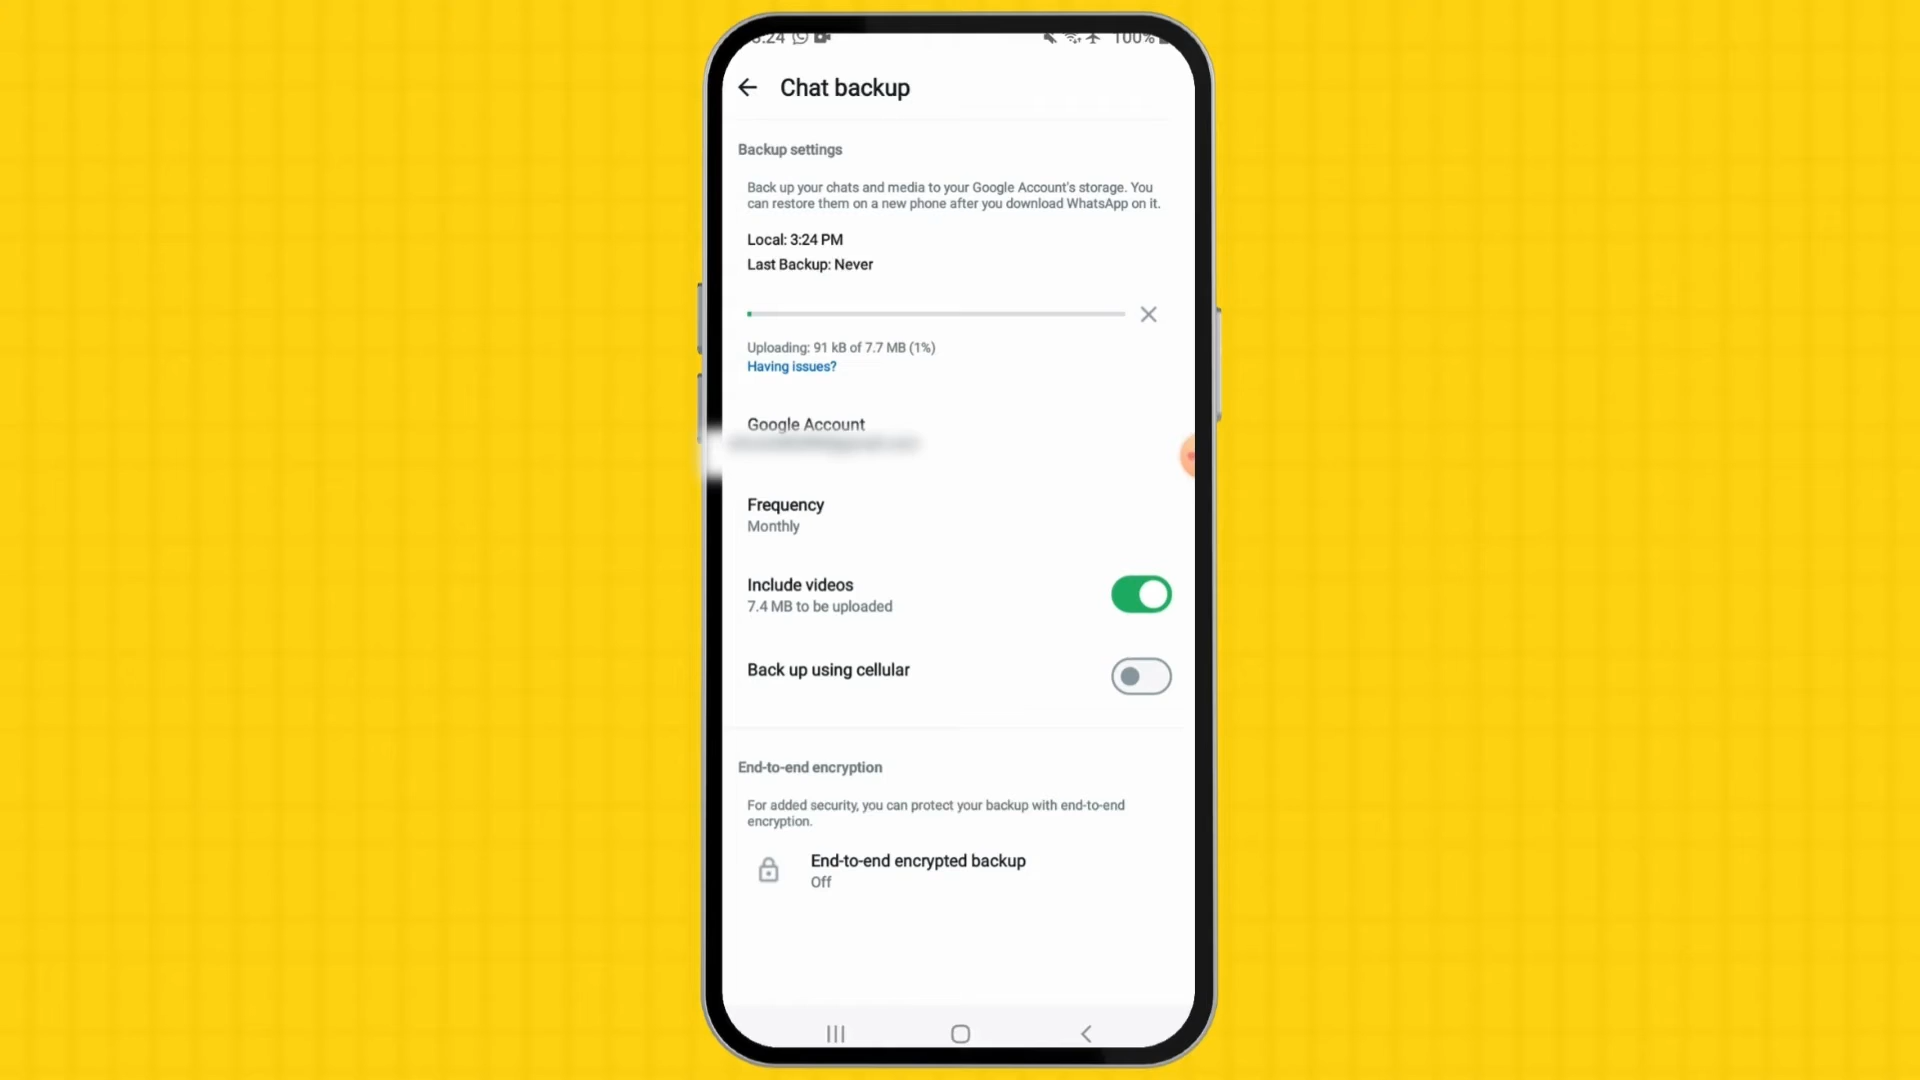 Chat backup
Backup settings
Back up your chats and media to your Google Account's storage. You
can restore them on a new phone after you download WhatsApp on it.
Local: 3:24 PM
Last Backup: Never
Uploading: 91 kB of 7.7 MB (1%)
Having issues?
Google Account
Frequency
Monthly
Include videos
7.4 MB to be uploaded
Back up using cellular
End-to-end encryption
For added security, you can protect your backup with end-to-end
encryption.
End-to-end encrypted backup
Off